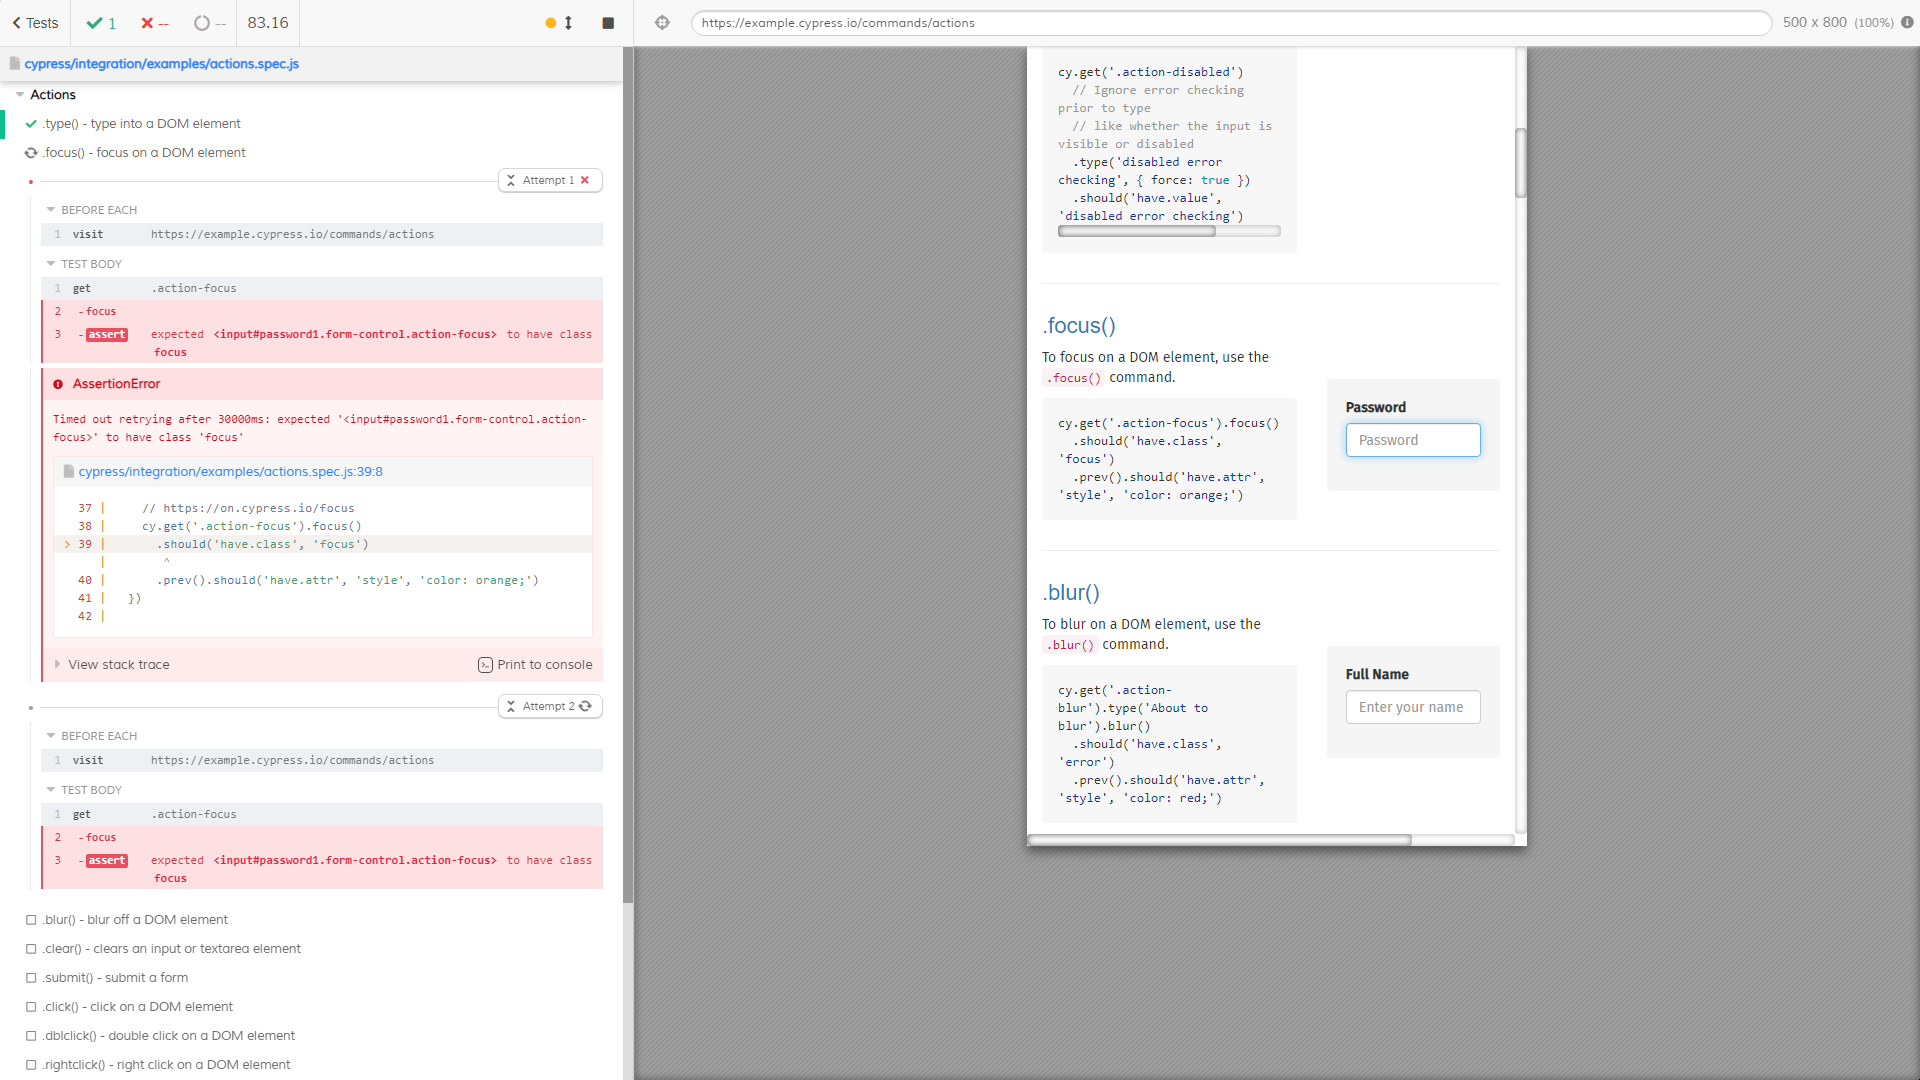 Tests
1
--
--
83.16
https://example.cypress.io/commands/actions
500 x 800 (100%)
cypress/integration/examples/actions.spec.js
Actions
.type() - type into a DOM element
.focus() - focus on a DOM element
Attempt 1
BEFORE EACH
1 visit https://example.cypress.io/commands/actions
TEST BODY
1 get .action-focus
2 -focus
3 -assert expected <input#password1.form-control.action-focus> to have class
focus
AssertionError
Timed out retrying after 30000ms: expected '<input#password1.form-control.action-
focus>' to have class 'focus'
cypress/integration/examples/actions.spec.js:39:8
37 | // https://on.cypress.io/focus
38 | cy.get('.action-focus').focus()
> 39 | .should('have.class', 'focus')
| ^
40 | .prev().should('have.attr', 'style', 'color: orange;')
41 | })
42 |
View stack trace
Print to console
Attempt 2
BEFORE EACH
1 visit https://example.cypress.io/commands/actions
TEST BODY
1 get .action-focus
2 -focus
3 -assert expected <input#password1.form-control.action-focus> to have class
focus
.blur() - blur off a DOM element
.clear() - clears an input or textarea element
.submit() - submit a form
.click() - click on a DOM element
.dblclick() - double click on a DOM element
.rightclick() - right click on a DOM element
cy.get('.action-disabled')
// Ignore error checking
prior to type
// like whether the input is
visible or disabled
.type('disabled error
checking', { force: true })
.should('have.value',
'disabled error checking')
.focus()
To focus on a DOM element, use the
.focus() command.
cy.get('.action-focus').focus()
.should('have.class',
'focus')
.prev().should('have.attr',
'style', 'color: orange;')
Password
Password
.blur()
To blur on a DOM element, use the
.blur() command.
cy.get('.action-
blur').type('About to
blur').blur()
.should('have.class',
'error')
.prev().should('have.attr',
'style', 'color: red;')
Full Name
Enter your name